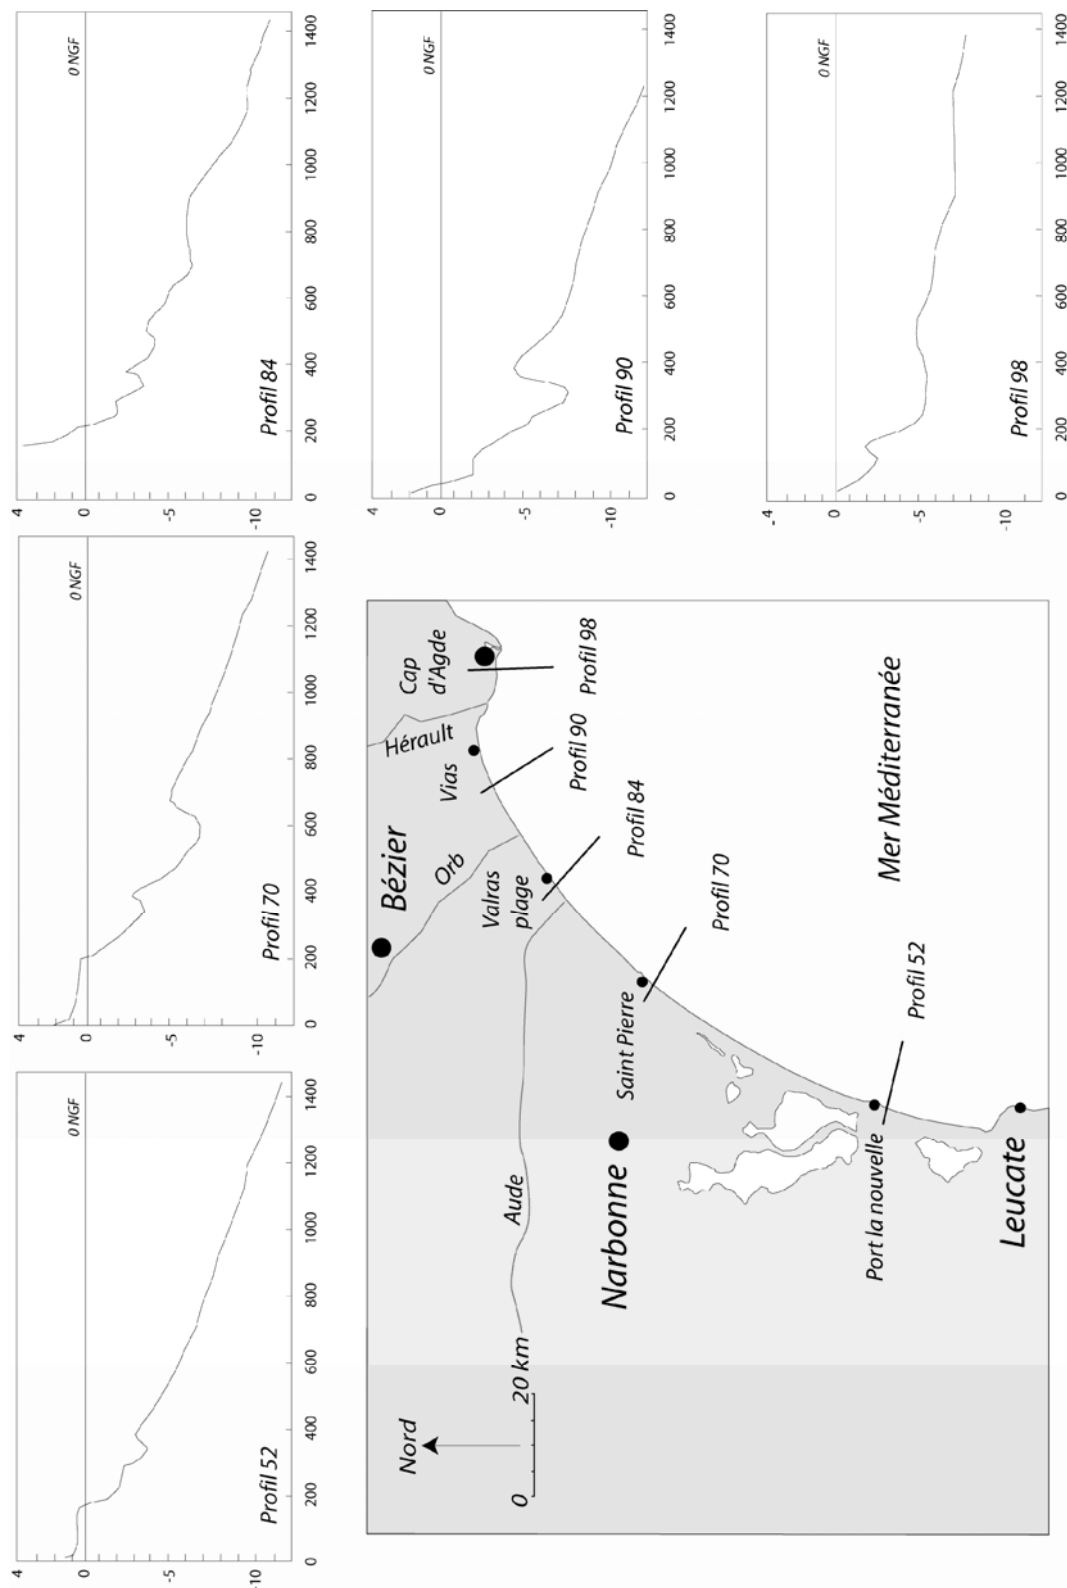 4
0 NGF
0
-5
-10
Profil 52
0 200 400 600 800 1000 1200 1400
4
0 NGF
0
-5
-10
Profil 70
0 200 400 600 800 1000 1200 1400
4
0 NGF
0
-5
-10
Profil 84
0 200 400 600 800 1000 1200 1400
Nord
0 20 km
Bézier
Hérault
Cap
d'Agde
Orb
Vias
Valras
plage
Aude
Profil 98
Profil 90
Profil 84
Narbonne
Saint Pierre
Profil 70
Mer Méditerranée
Port la nouvelle
Profil 52
Leucate
4
0 NGF
0
-5
-10
Profil 90
0 200 400 600 800 1000 1200 1400
4
0 NGF
0
-5
-10
Profil 98
0 200 400 600 800 1000 1200 1400